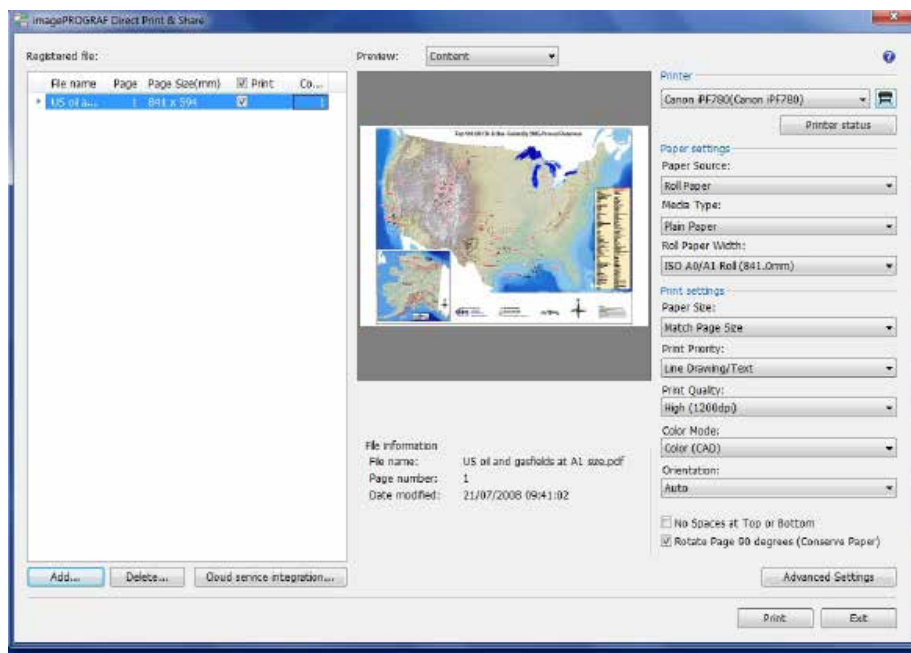 imagePROGRAF Direct Print & Share
Registered file:
File name Page Page Size(mm) Print Co...
US oil a... 1 841 x 594 1
Add... Delete... Cloud service integration...
Preview: Content
File information
File name: US oil and gasfields at A1 size.pdf
Page number: 1
Date modified: 21/07/2008 09:41:02
Printer
Canon iPF780(Canon iPF780)
Printer status
Paper settings
Paper Source:
Roll Paper
Media Type:
Plain Paper
Roll Paper Width:
ISO A0/A1 Roll (841.0mm)
Print settings
Paper Size:
Match Page Size
Print Priority:
Line Drawing/Text
Print Quality:
High (1200dpi)
Color Mode:
Color (CAD)
Orientation:
Auto
No Spaces at Top or Bottom
Rotate Page 90 degrees (Conserve Paper)
Advanced Settings
Print Exit